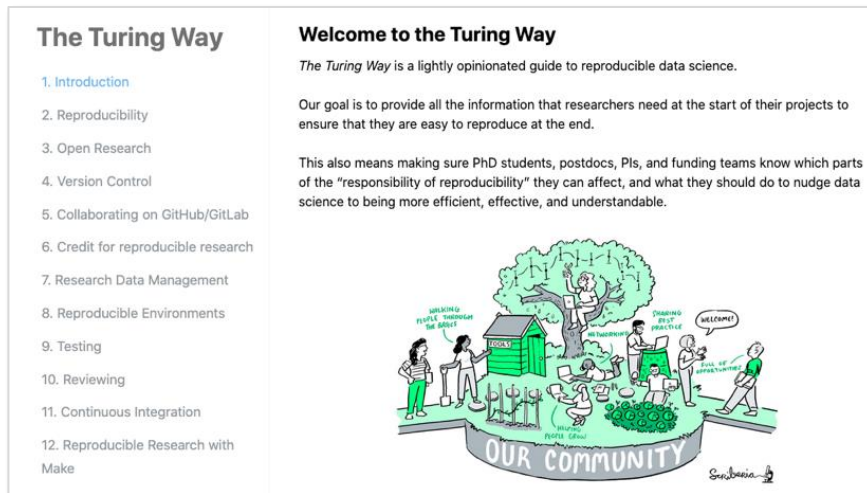 The Turing Way
1. Introduction
2. Reproducibility
3. Open Research
4. Version Control
5. Collaborating on GitHub/GitLab
6. Credit for reproducible research
7. Research Data Management
8. Reproducible Environments
9. Testing
10. Reviewing
11. Continuous Integration
12. Reproducible Research with
Make
Welcome to the Turing Way
The Turing Way is a lightly opinionated guide to reproducible data science.
Our goal is to provide all the information that researchers need at the start of their projects to
ensure that they are easy to reproduce at the end.
This also means making sure PhD students, postdocs, PIs, and funding teams know which parts
of the “responsibility of reproducibility” they can affect, and what they should do to nudge data
science to being more efficient, effective, and understandable.
WALKING
PEOPLE THROUGH
THE
TOOLS
NETWORKING
SHARING
BEST
PRACTICE
WELCOME!
FULL OF
OPPORTUNITIES
HELPING
PEOPLE GROW
OUR COMMUNITY
Scriberia